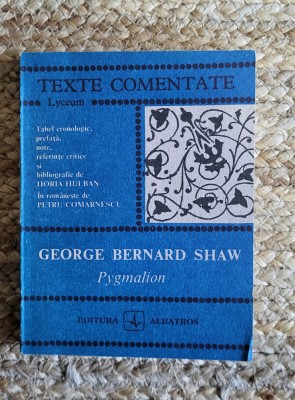 TEXTE COMENTATE
Lyceum
Tabel cronologic,
prefață,
note,
referințe critice
și
bibliografie de
HORIA HULBAN
În românește de
PETRU COMARNESCU
GEORGE BERNARD SHAW
Pygmalion
EDITURA ALBATROS